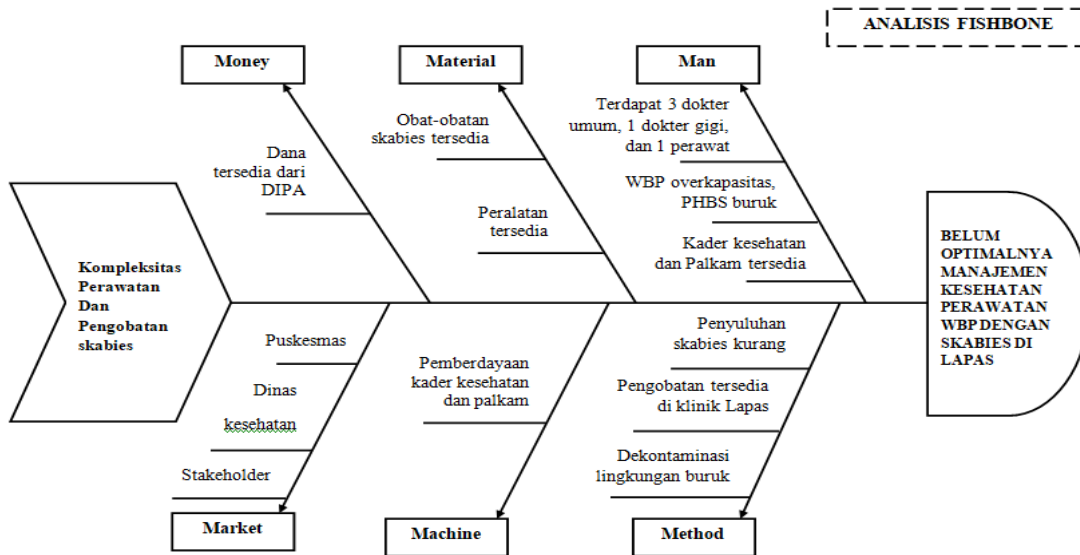 ANALISIS FISHBONE
Money
Material
Man
Dana
tersedia dari
DIPA
Obat-obatan
skabies tersedia
Peralatan
tersedia
Terdapat 3 dokter
umum, 1 dokter gigi,
dan 1 perawat
WBP overkapasitas,
PHBS buruk
Kader kesehatan
dan Palkam tersedia
Kompleksitas
Perawatan
Dan
Pengobatan
skabies
BELUM
OPTIMALNYA
MANAJEMEN
KESEHATAN
PERAWATAN
WBP DENGAN
SKABIES DI
LAPAS
Puskesmas
Dinas
kesehatan
Stakeholder
Pemberdayaan
kader kesehatan
dan palkam
Penyuluhan
skabies kurang
Pengobatan tersedia
di klinik Lapas
Dekontaminasi
lingkungan buruk
Market
Machine
Method